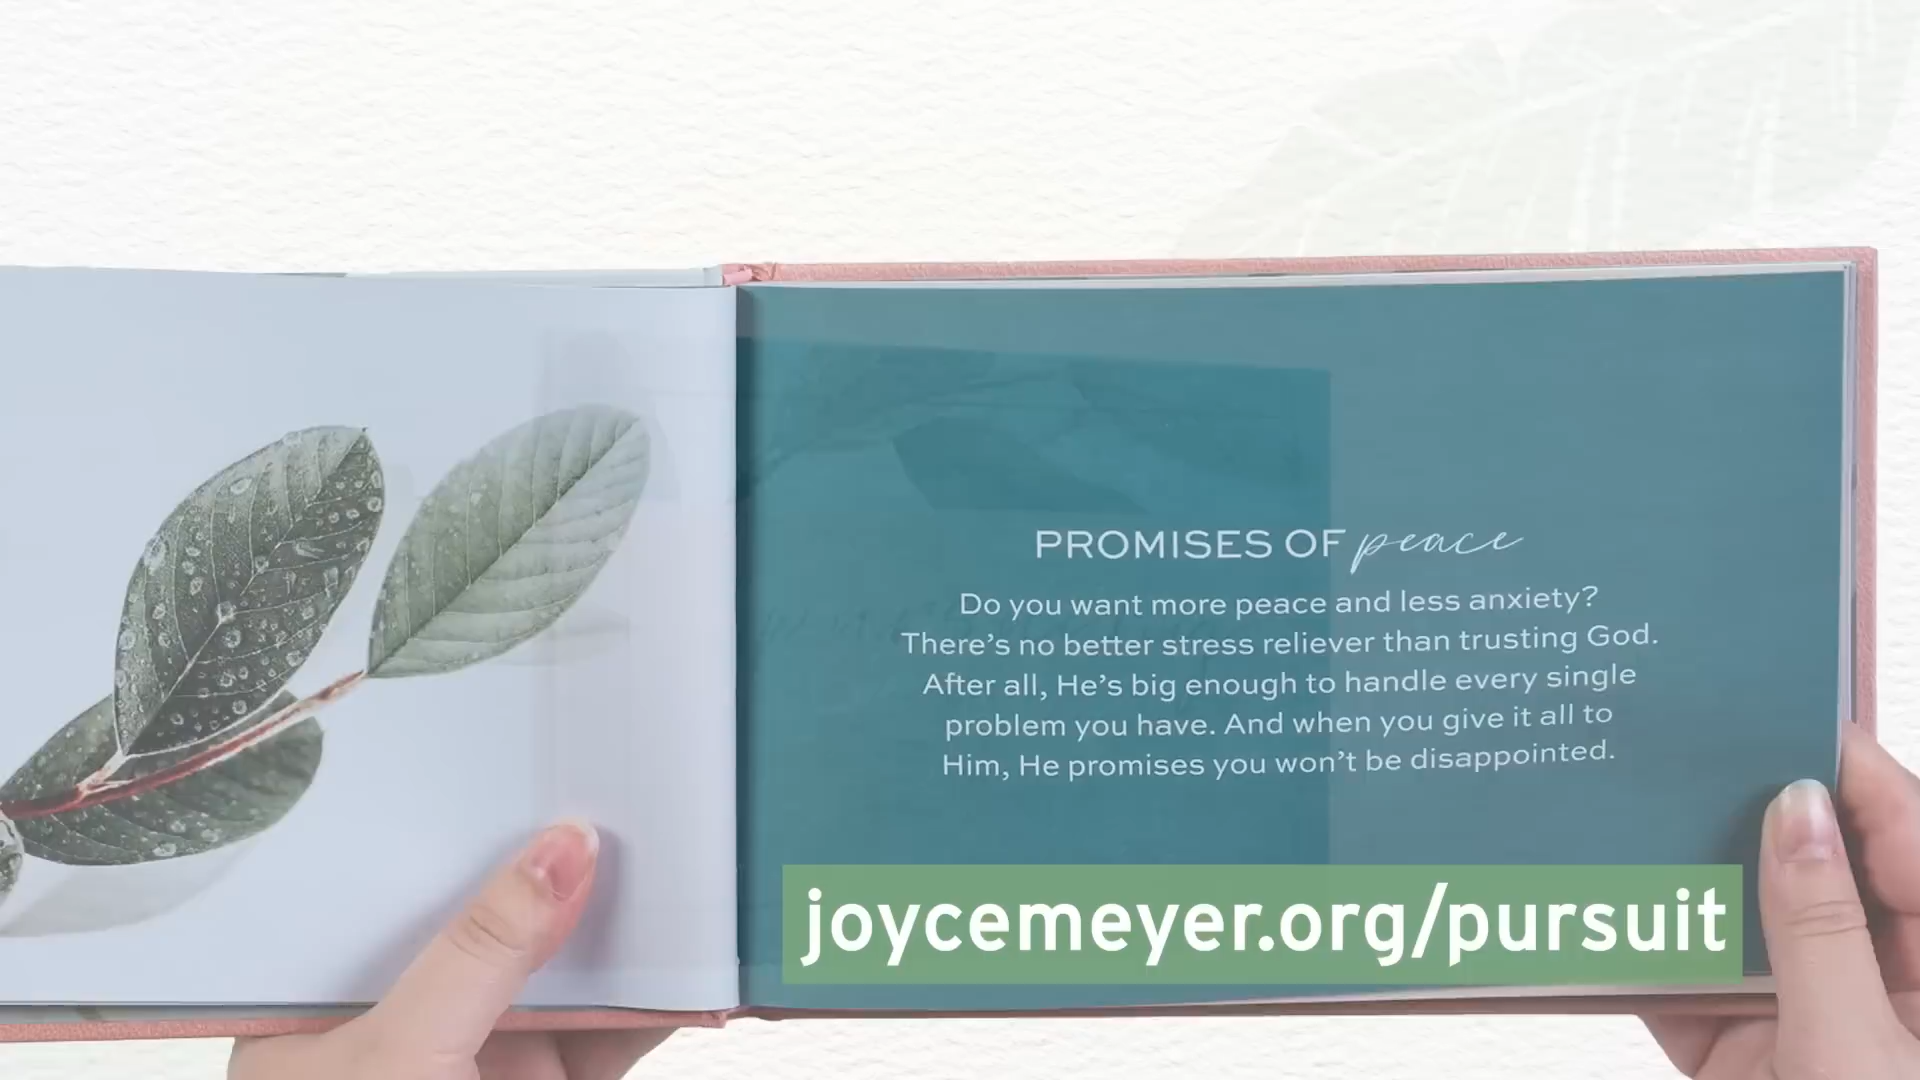 PROMISES OF peace
Do you want more peace and less anxiety?
There's no better stress reliever than trusting God.
After all, He's big enough to handle every single
problem you have. And when you give it all to
Him, He promises you won't be disappointed.
joycemeyer.org/pursuit